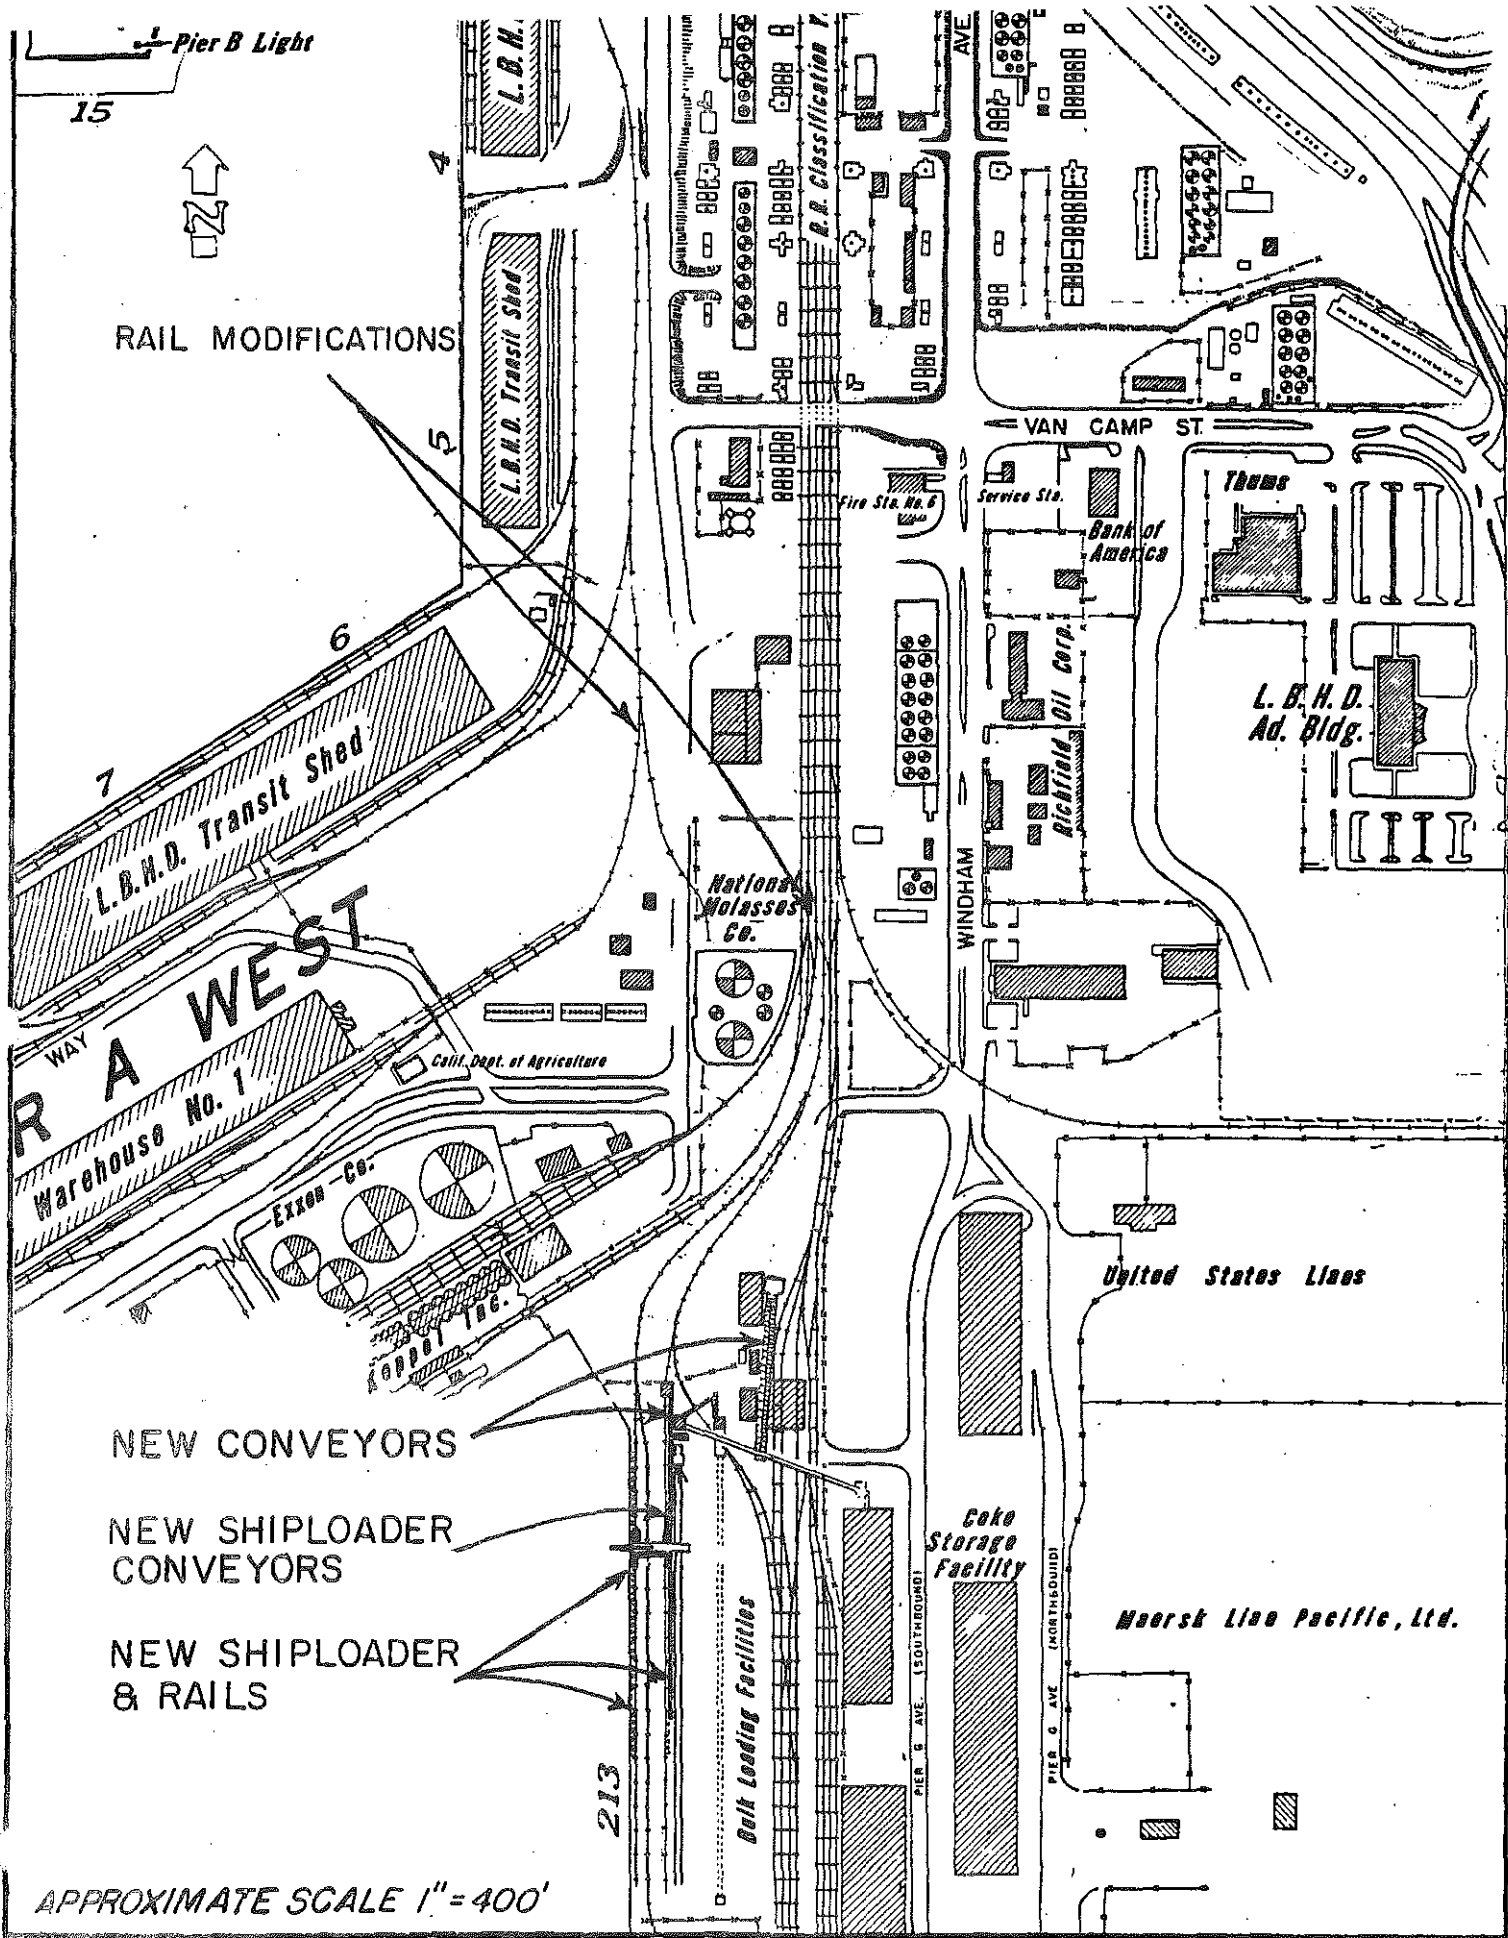 Pier B Light
15
4
L. B. H.
R.R. Classification Y.
AVE.
N
RAIL MODIFICATIONS
L.B.H.D. Transit Shed
5
VAN CAMP ST.
Fire Sta. No. 6
Service Sta.
Bank of
America
Thums
6
7
L.B.H.D. Transit Shed
Richfield Oil Corp.
L. B. H. D.
Ad. Bldg.
WINDHAM
National
Molasses
Co.
R A WEST
WAY
Calif. Dept. of Agriculture
Warehouse No. 1
Exxon Co.
Koppel Inc.
United States Lines
NEW CONVEYORS
NEW SHIPLOADER
CONVEYORS
Coke
Storage
Facility
NEW SHIPLOADER
& RAILS
Bulk Loading Facilities
PIER G AVE. (SOUTHBOUND)
PIER G AVE (NORTHBOUND)
Maersk Line Pacific, Ltd.
213
APPROXIMATE SCALE 1"=400'